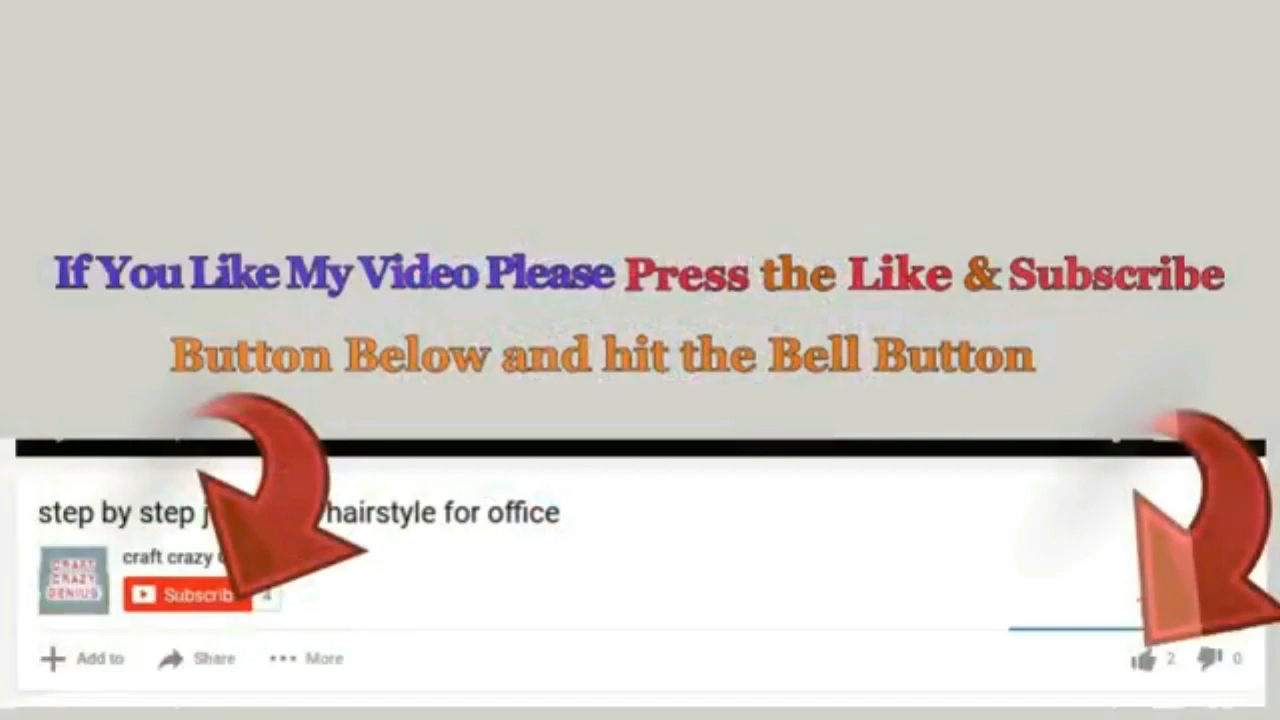 If You Like My Video Please Press the Like & Subscribe
Button Below and hit the Bell Button
step by step hairstyle for office
CRAFT
CRAZY
GENIUS
craft crazy
Subscrib 4
Add to Share More 2 0